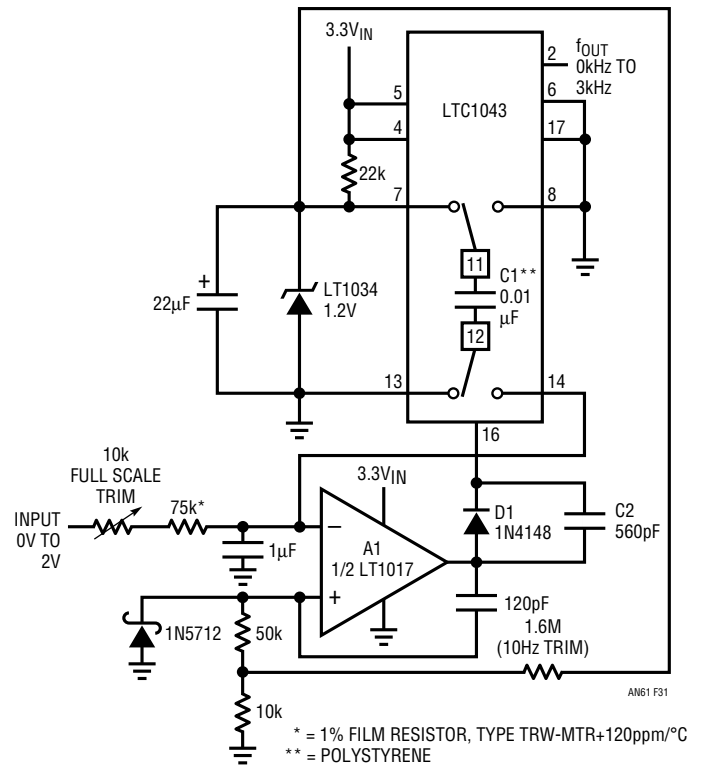 3.3VIN
2
fOUT
0kHz TO
3kHz
5
LTC1043
6
4
17
22k
7
8
11
C1**
0.01
µF
+
22µF
LT1034
1.2V
12
13
14
16
10k
FULL SCALE
TRIM
3.3VIN
75k*
INPUT
0V TO
2V
–
D1
1N4148
C2
560pF
1µF
A1
1/2 LT1017
+
120pF
1N5712
50k
1.6M
(10Hz TRIM)
10k
AN61 F31
* = 1% FILM RESISTOR, TYPE TRW-MTR+120ppm/°C
** = POLYSTYRENE